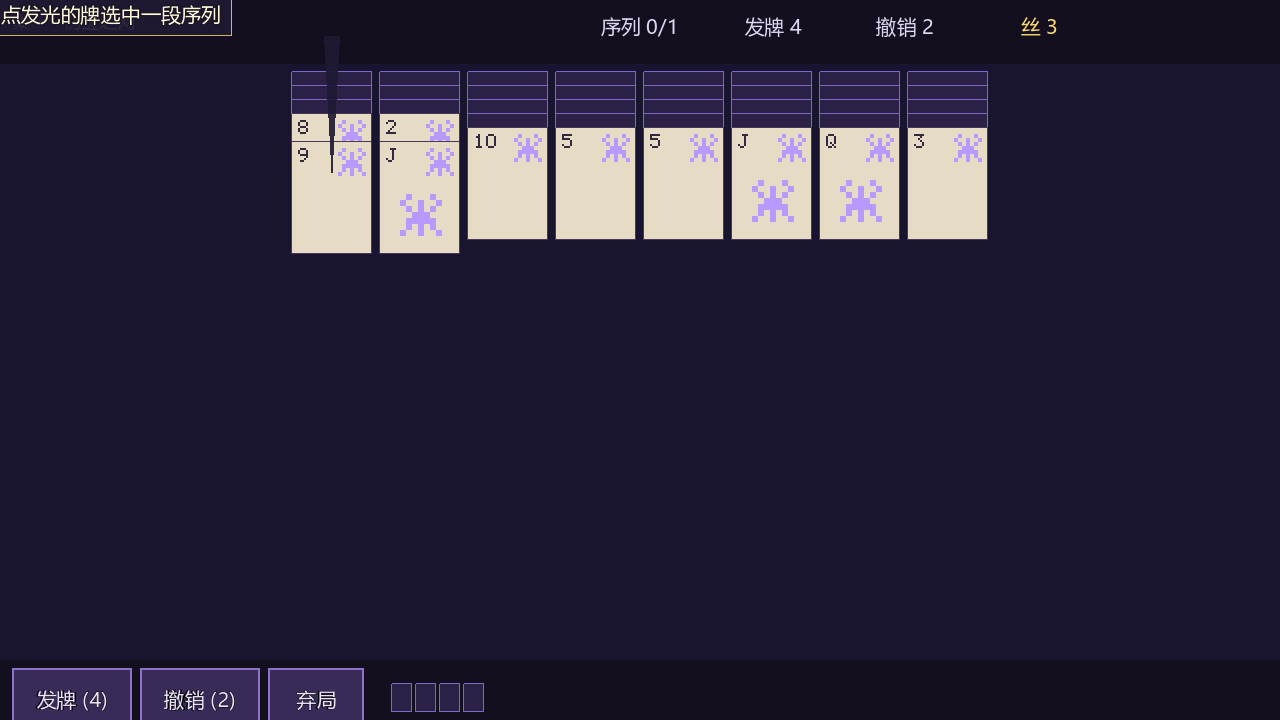 点发光的牌选中一段序列
序列 0/1 发牌 4 撤销 2 丝 3
8 2
9 J 10 5 5 J Q 3
发牌 (4) 撤销 (2) 弃局